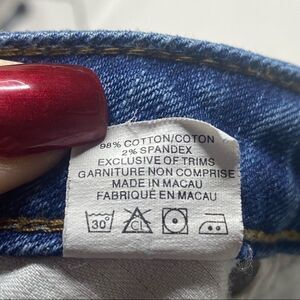 98% COTTON/COTON
2% SPANDEX
EXCLUSIVE OF TRIMS
GARNITURE NON COMPRISE
MADE IN MACAU
FABRIQUÉ EN MACAU
30° CL